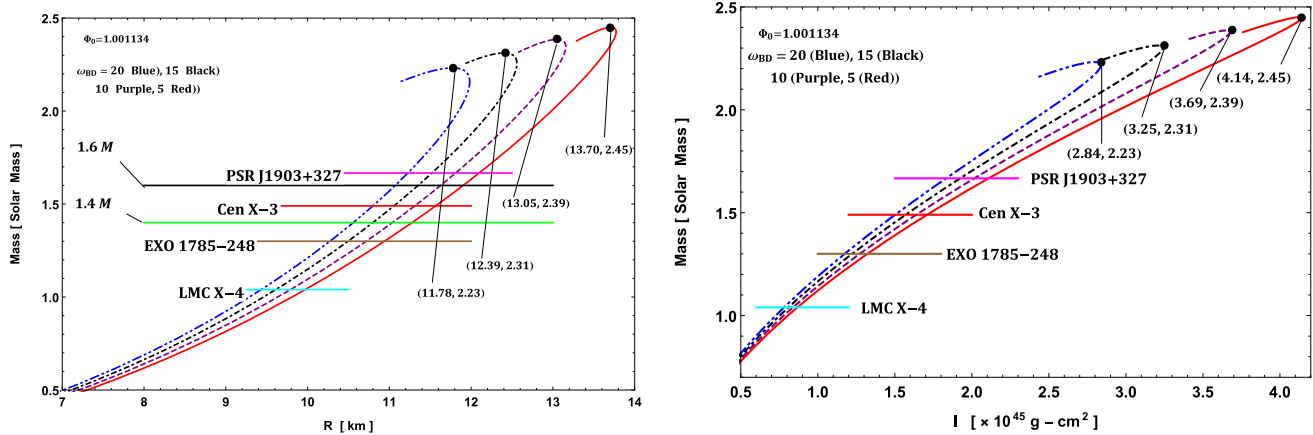 Φ₀=1.001134
ω_BD = 20 Blue), 15 Black)
10 Purple, 5 Red))
2.5
2.0
1.5
1.0
0.5
Mass [ Solar Mass ]
1.6 M
1.4 M
PSR J1903+327
Cen X−3
EXO 1785−248
LMC X−4
(13.70, 2.45)
(13.05, 2.39)
(12.39, 2.31)
(11.78, 2.23)
7 8 9 10 11 12 13 14
R [ km ]
Φ₀=1.001134
ω_BD = 20 (Blue), 15 (Black)
10 (Purple, 5 (Red))
2.5
2.0
1.5
1.0
Mass [ Solar Mass ]
(4.14, 2.45)
(3.69, 2.39)
(3.25, 2.31)
(2.84, 2.23)
PSR J1903+327
Cen X−3
EXO 1785−248
LMC X−4
0.5 1.0 1.5 2.0 2.5 3.0 3.5 4.0
I [ × 10⁴⁵ g − cm² ]